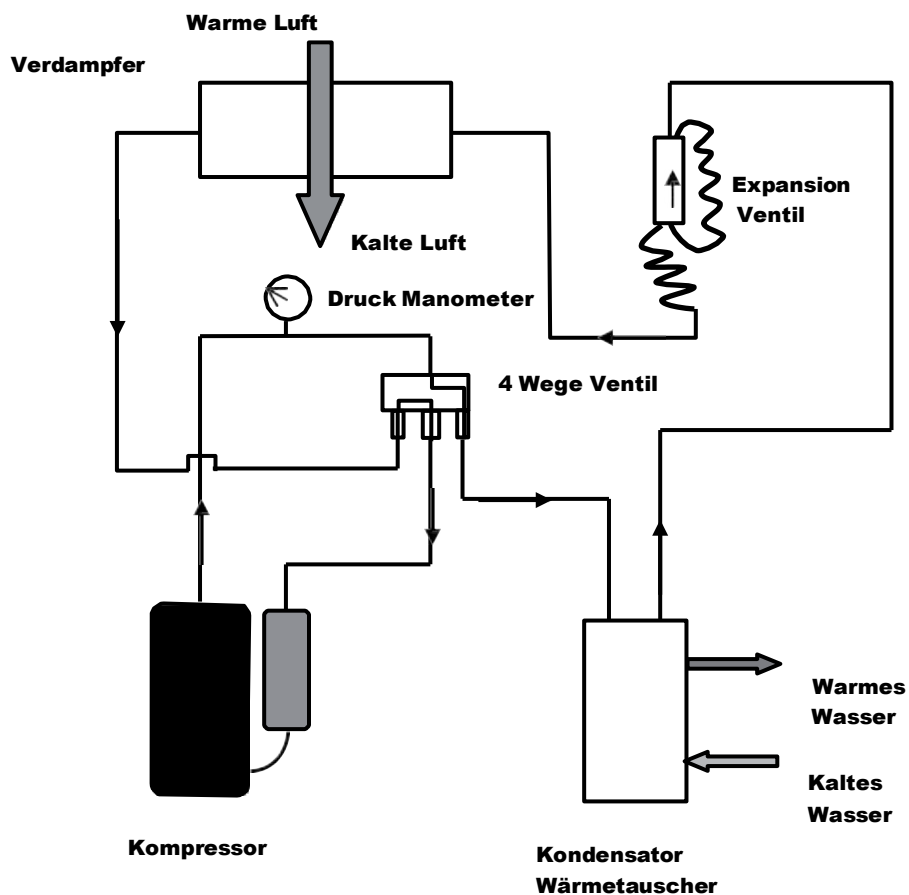 Warme Luft
Verdampfer
Expansion
Ventil
Kalte Luft
Druck Manometer
4 Wege Ventil
Warmes
Wasser
Kaltes
Wasser
Kompressor
Kondensator
Wärmetauscher